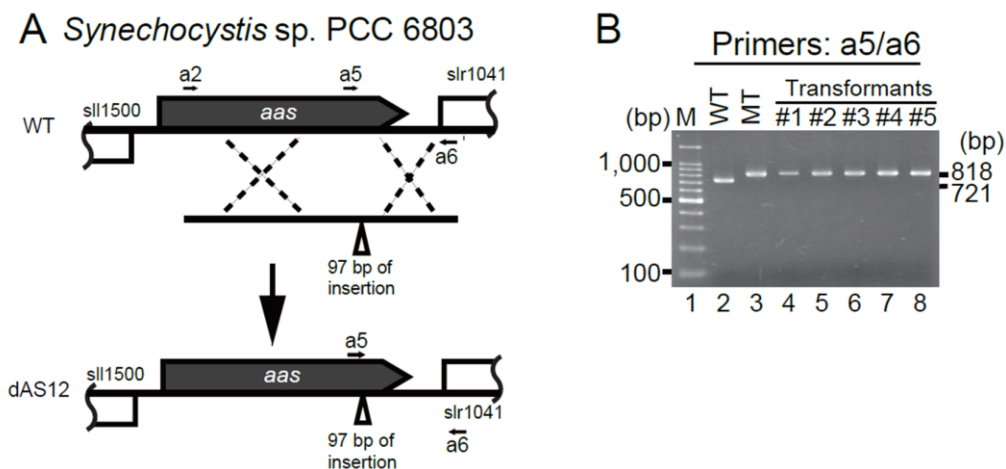 A Synechocystis sp. PCC 6803
a2
a5
slr1041
sll1500
WT
aas
a6
97 bp of
insertion
a5
sll1500
dAS12
aas
slr1041
a6
97 bp of
insertion
B
Primers: a5/a6
Transformants
(bp) M WT MT #1 #2 #3 #4 #5
(bp)
1,000
818
721
500
100
1 2 3 4 5 6 7 8